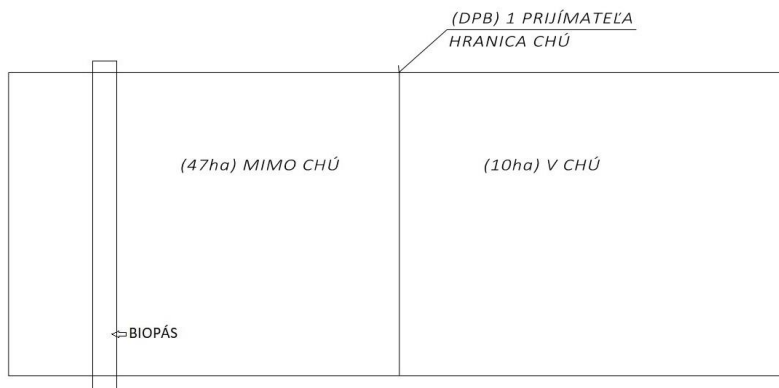 (DPB) 1 PRIJÍMATEĽA
HRANICA CHÚ
(47ha) MIMO CHÚ
(10ha) V CHÚ
BIOPÁS